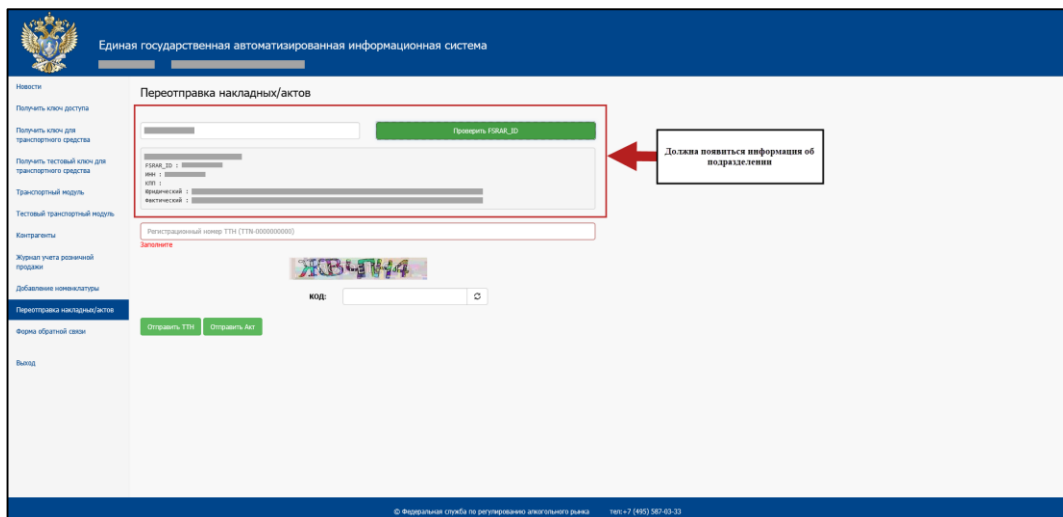 Единая государственная автоматизированная информационная система
Новости
Получить ключ доступа
Получить ключ для
транспортного средства
Получить тестовый ключ для
транспортного средства
Транспортный модуль
Тестовый транспортный модуль
Контрагенты
Журнал учета розничной
продажи
Добавление номенклатуры
Переотправка накладных/актов
Форма обратной связи
Выход
Переотправка накладных/актов
Проверить FSRAR_ID
FSRAR_ID :
ИНН :
КПП :
Юридический :
Фактический :
Должна появиться информация об
подразделении
Регистрационный номер ТТН (TTN-0000000000)
Заполните
ЖСВЧПН4
КОД:
Отправить ТТН
Отправить Акт
© Федеральная служба по регулированию алкогольного рынка тел:+7 (495) 587-03-33